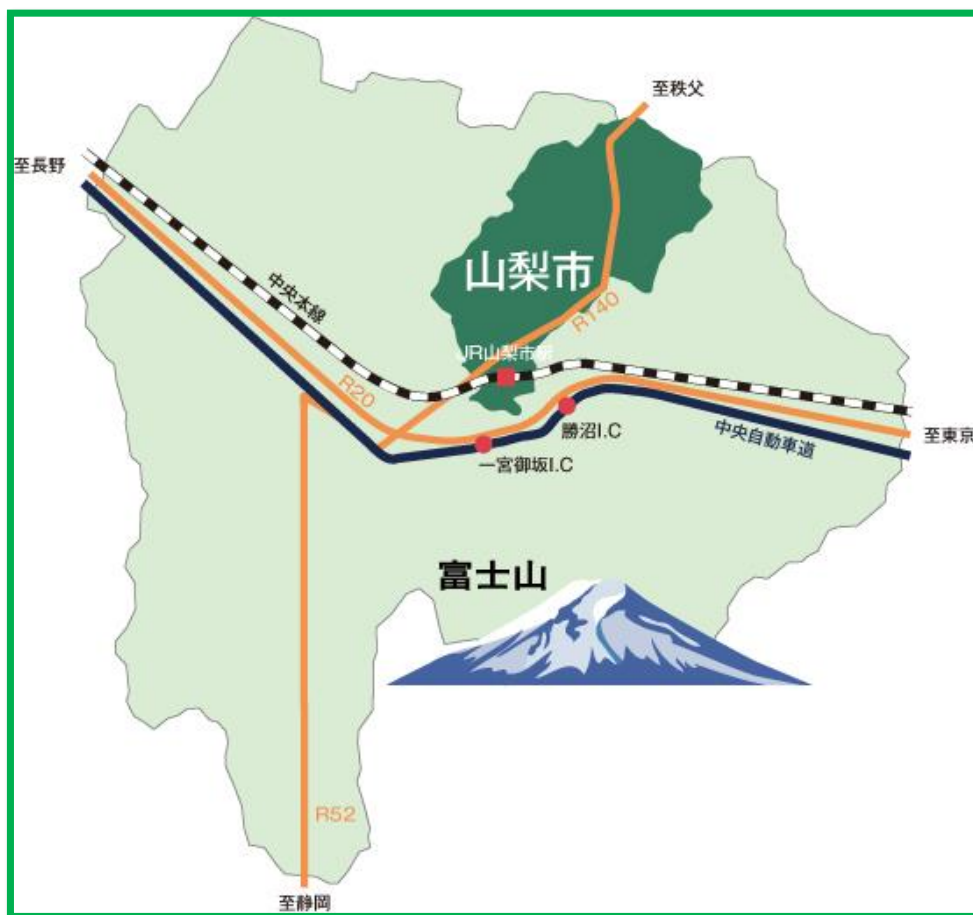 至秩父
至長野
山梨市
中央本線
R140
JR山梨市駅
R20
勝沼I.C
至東京
中央自動車道
一宮御坂I.C
富士山
R52
至静岡